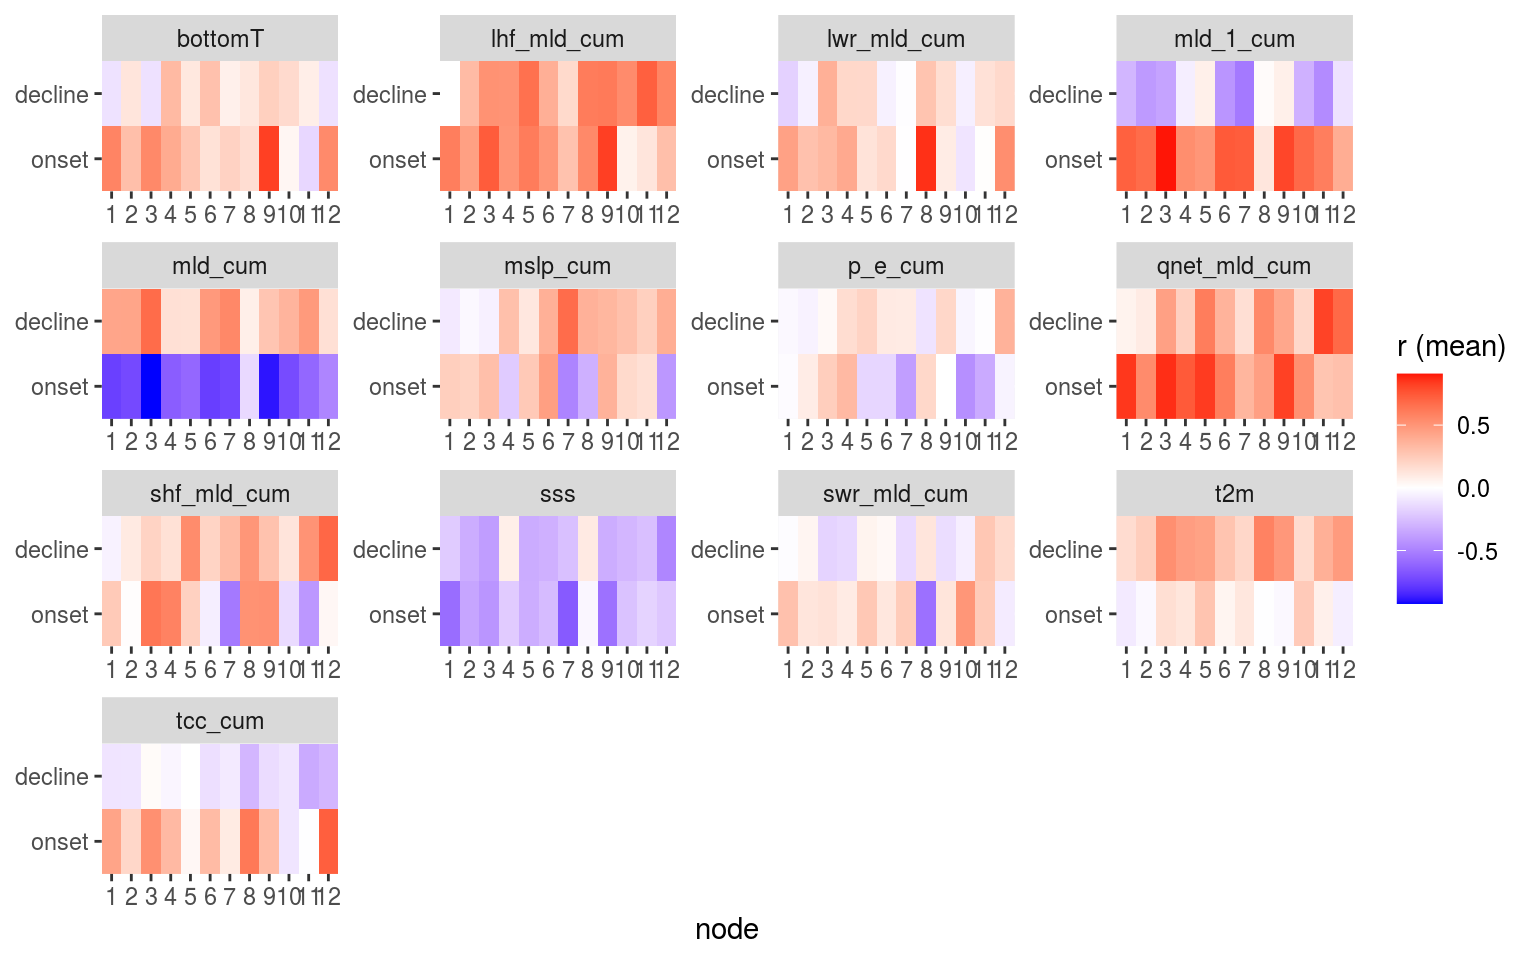 bottomT lhf_mld_cum lwr_mld_cum mld_1_cum
decline decline decline decline
onset onset onset onset
1 2 3 4 5 6 7 8 9 10 11 12 1 2 3 4 5 6 7 8 9 10 11 12 1 2 3 4 5 6 7 8 9 10 11 12 1 2 3 4 5 6 7 8 9 10 11 12
mld_cum mslp_cum p_e_cum qnet_mld_cum
decline decline decline decline
onset onset onset onset
1 2 3 4 5 6 7 8 9 10 11 12 1 2 3 4 5 6 7 8 9 10 11 12 1 2 3 4 5 6 7 8 9 10 11 12 1 2 3 4 5 6 7 8 9 10 11 12
shf_mld_cum sss swr_mld_cum t2m
decline decline decline decline
onset onset onset onset
1 2 3 4 5 6 7 8 9 10 11 12 1 2 3 4 5 6 7 8 9 10 11 12 1 2 3 4 5 6 7 8 9 10 11 12 1 2 3 4 5 6 7 8 9 10 11 12
tcc_cum
decline
onset
1 2 3 4 5 6 7 8 9 10 11 12
node
r (mean)
0.5
0.0
-0.5